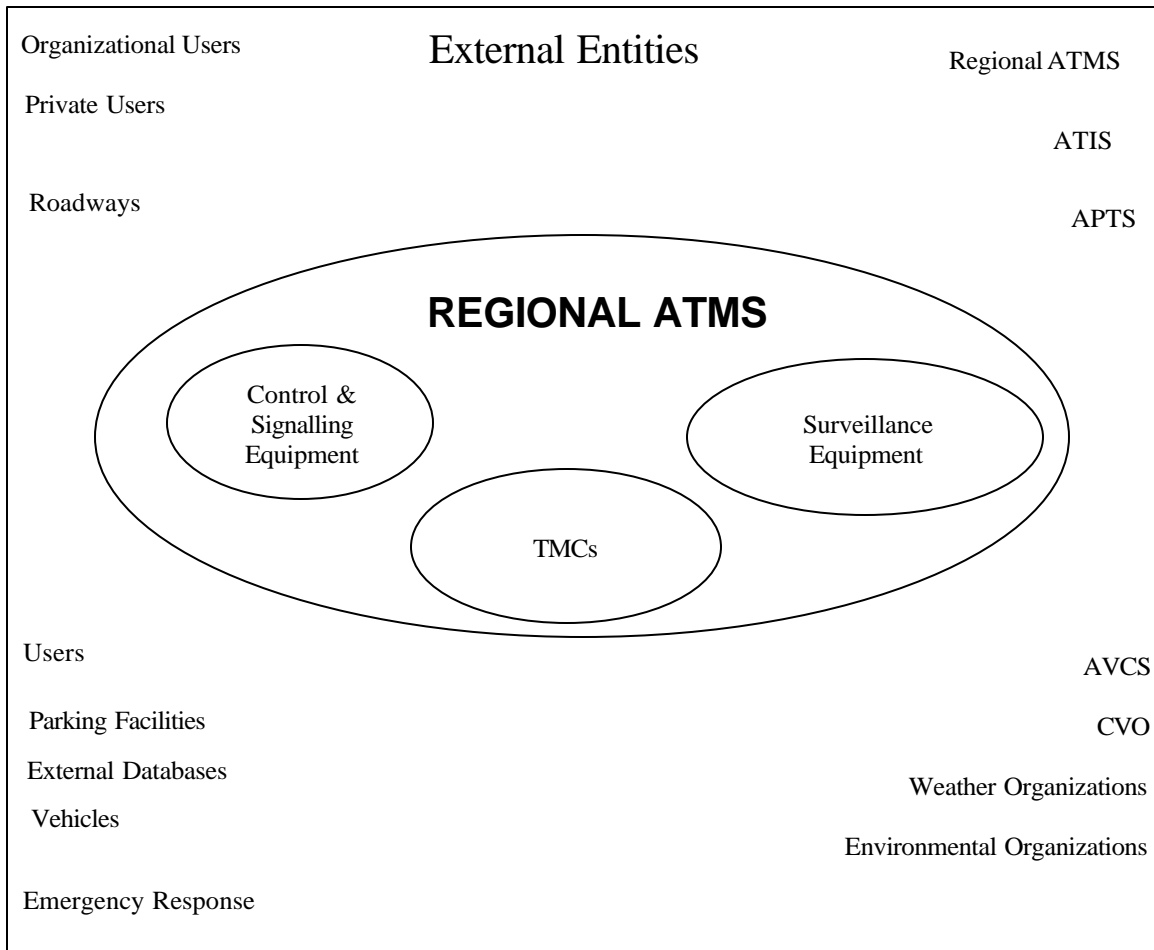 Organizational Users
External Entities
Regional ATMS
Private Users
ATIS
Roadways
APTS
REGIONAL ATMS
Control &
Signalling
Equipment
Surveillance
Equipment
TMCs
Users
AVCS
Parking Facilities
CVO
External Databases
Weather Organizations
Vehicles
Environmental Organizations
Emergency Response